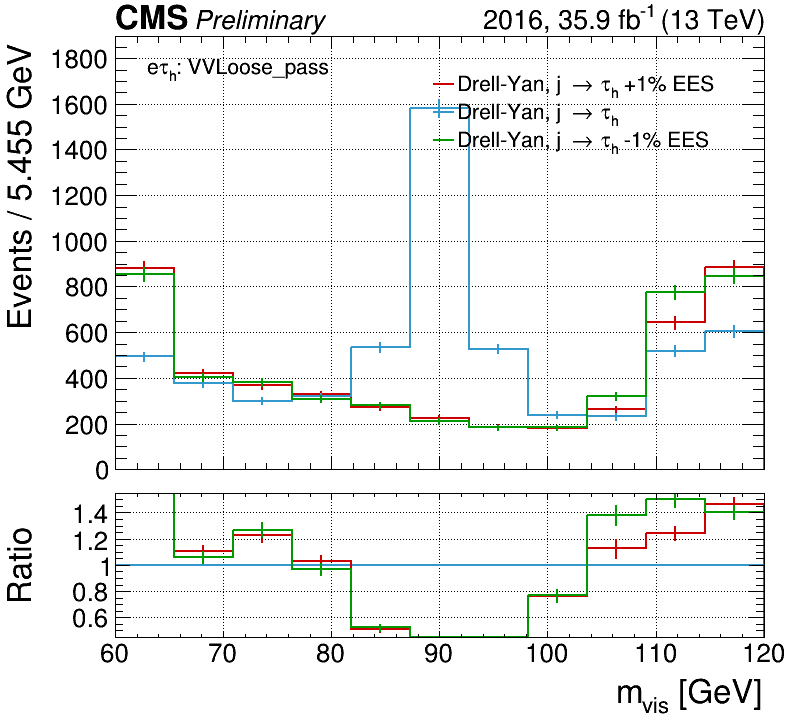 CMS Preliminary 2016, 35.9 fb⁻¹ (13 TeV)
eτₕ: VVLoose_pass
Drell-Yan, j → τₕ +1% EES
Drell-Yan, j → τₕ
Drell-Yan, j → τₕ -1% EES
Events / 5.455 GeV
1800
1600
1400
1200
1000
800
600
400
200
0
Ratio
1.4
1.2
1
0.8
0.6
60 70 80 90 100 110 120
m_vis [GeV]